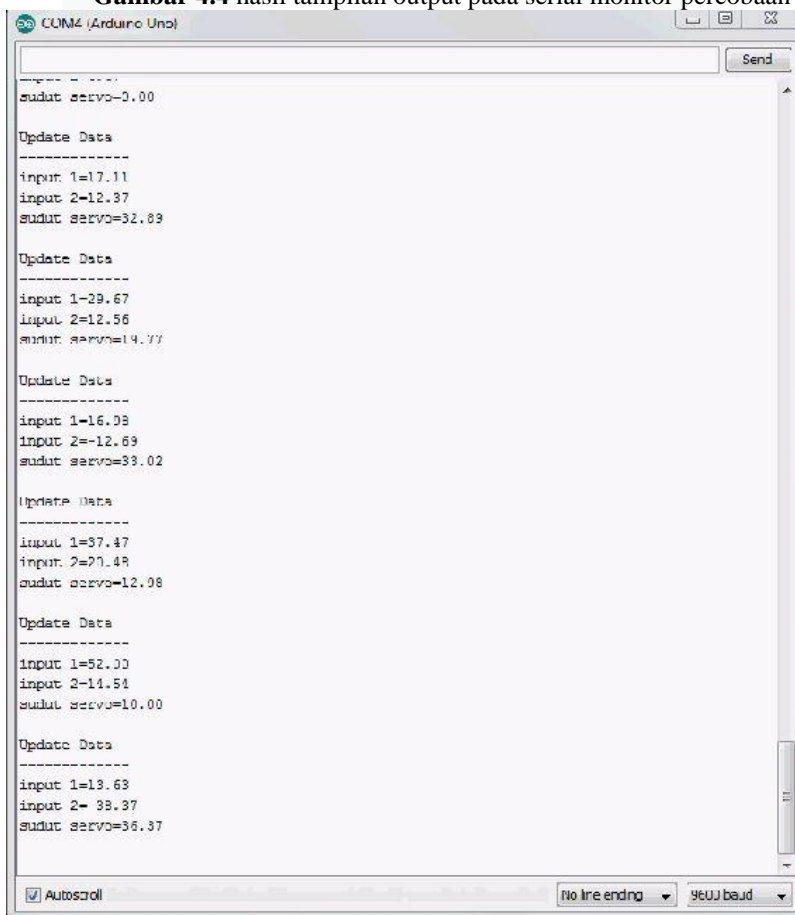 Gambar 4.4 hasil tampilan output pada serial monitor percobaan
COM4 (Arduino Uno)
Send
sudut servo=0.00
Update Data
-------------
input 1=17.11
input 2=12.37
sudut servo=32.89
Update Data
-------------
input 1=29.67
input 2=12.56
sudut servo=19.77
Update Data
-------------
input 1=16.98
input 2=-12.69
sudut servo=33.02
Update Data
-------------
input 1=37.47
input 2=20.48
sudut servo=12.98
Update Data
-------------
input 1=52.00
input 2=14.54
sudut servo=10.00
Update Data
-------------
input 1=13.63
input 2=-38.37
sudut servo=36.37
Autoscroll
No line ending
9600 baud